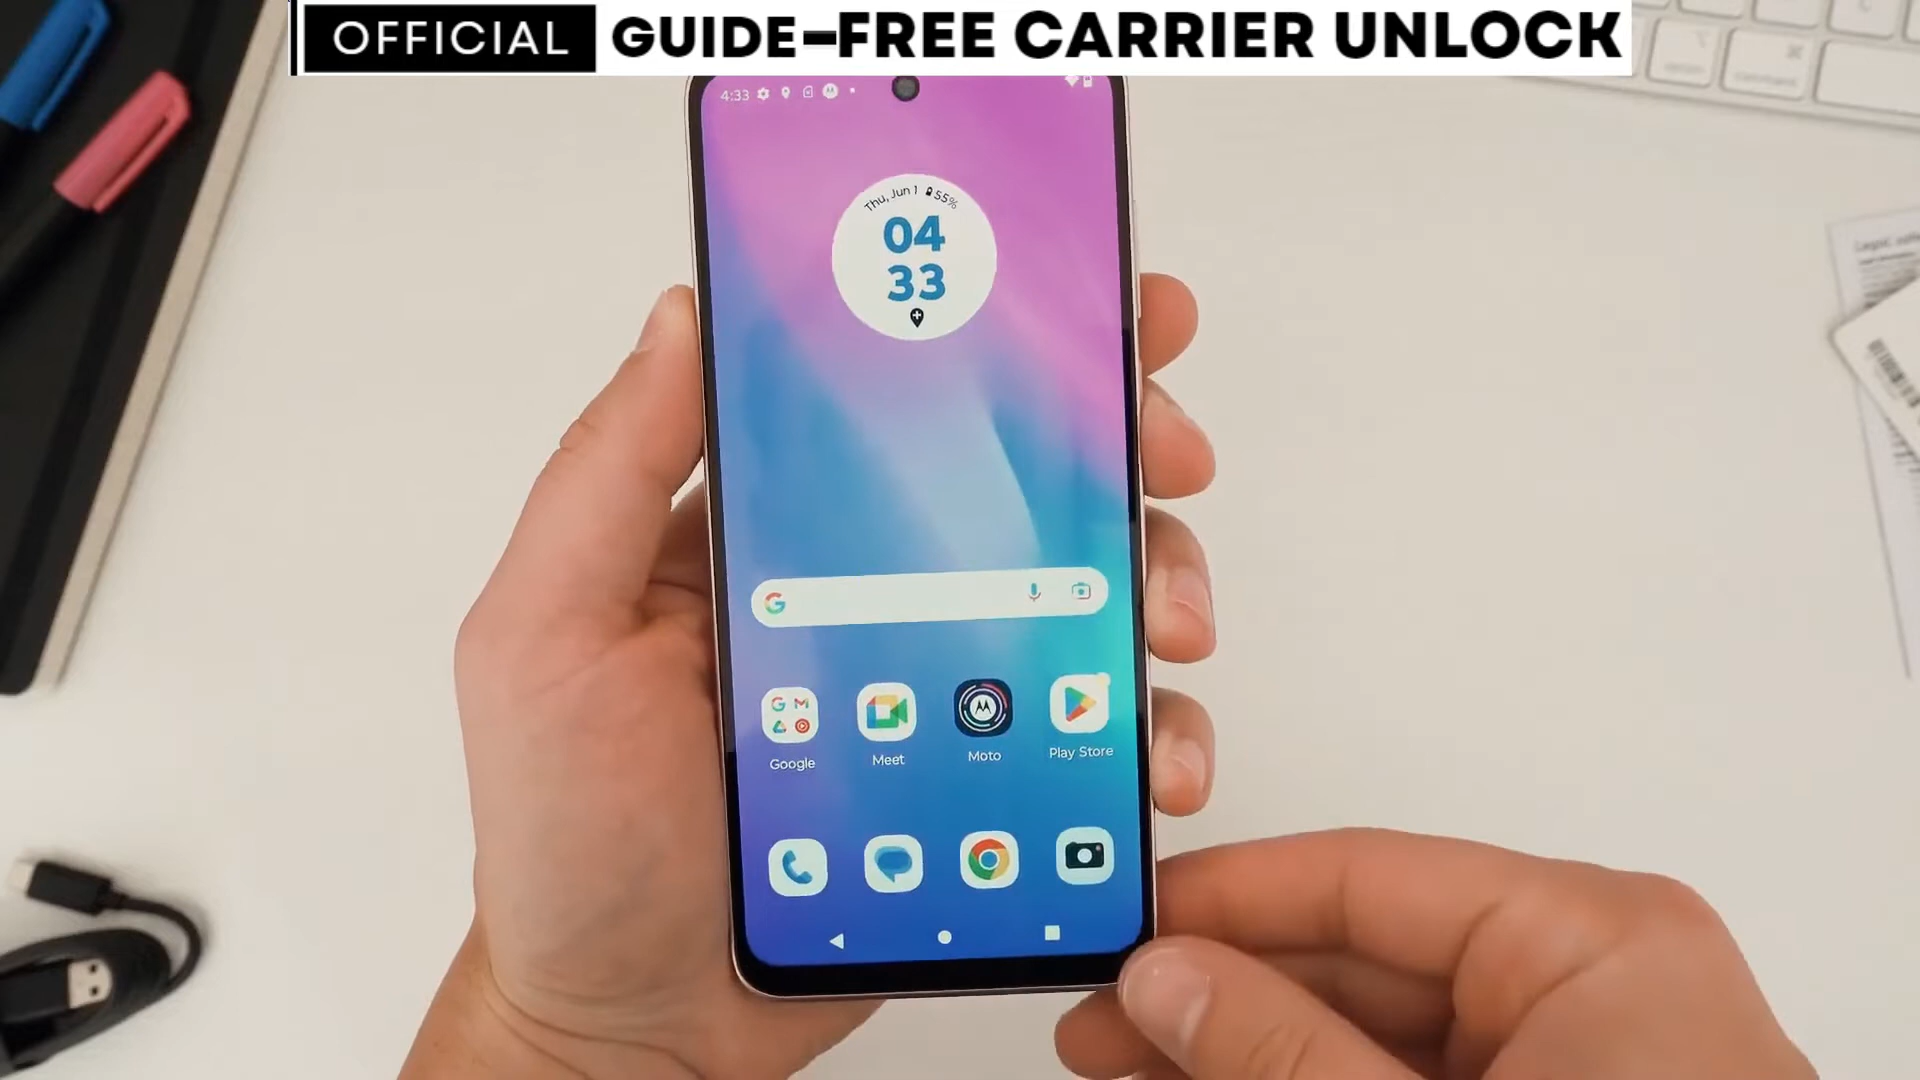 OFFICIAL GUIDE–FREE CARRIER UNLOCK
4:33
Thu, Jun 1 55%
04
33
Google
Meet
Moto
Play Store